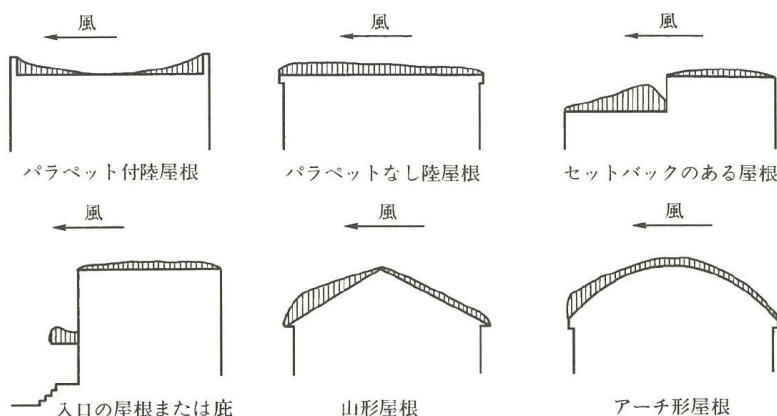 風
風
風
パラペット付陸屋根
パラペットなし陸屋根
セットバックのある屋根
風
風
風
入口の屋根または庇
山形屋根
アーチ形屋根